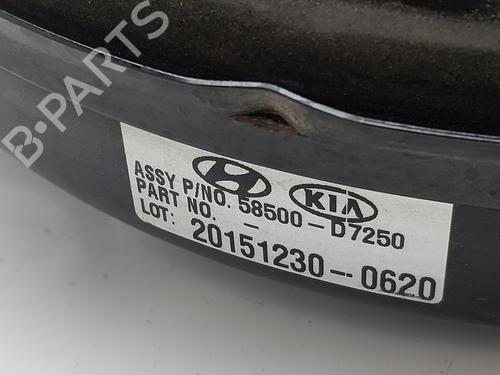 B-PARTS
KIA
ASSY P/NO. 58500-D7250
PART NO. -
LOT: 20151230-0620